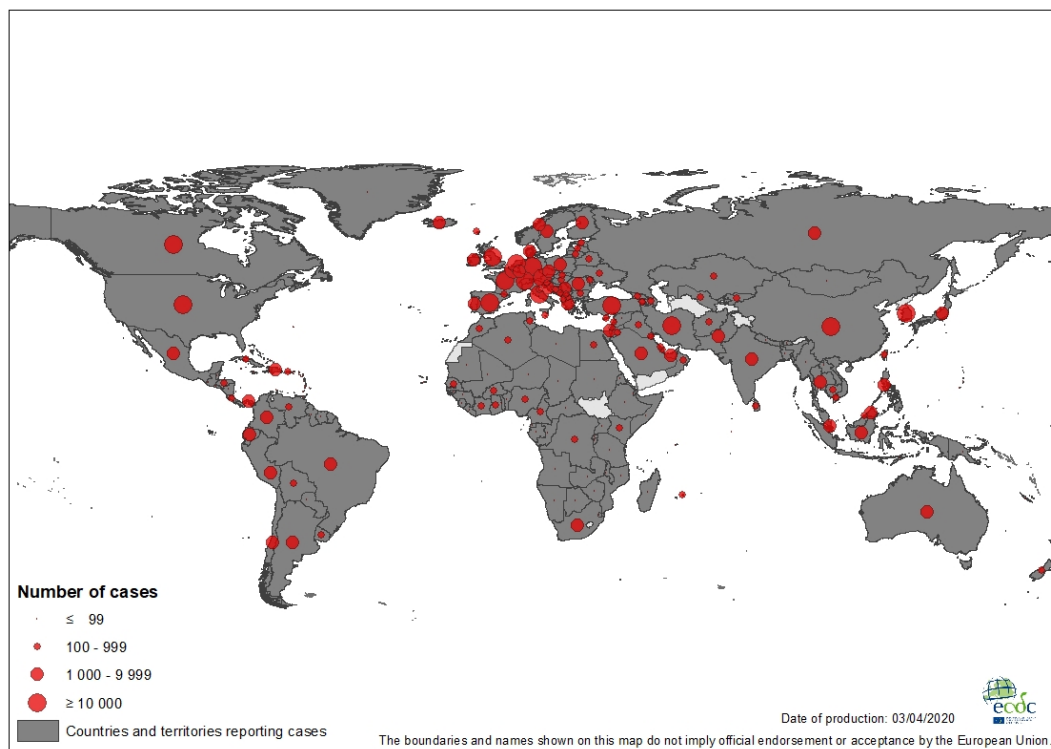 Number of cases
≤ 99
100 - 999
1 000 - 9 999
≥ 10 000
Countries and territories reporting cases
ecdc
Date of production: 03/04/2020
The boundaries and names shown on this map do not imply official endorsement or acceptance by the European Union